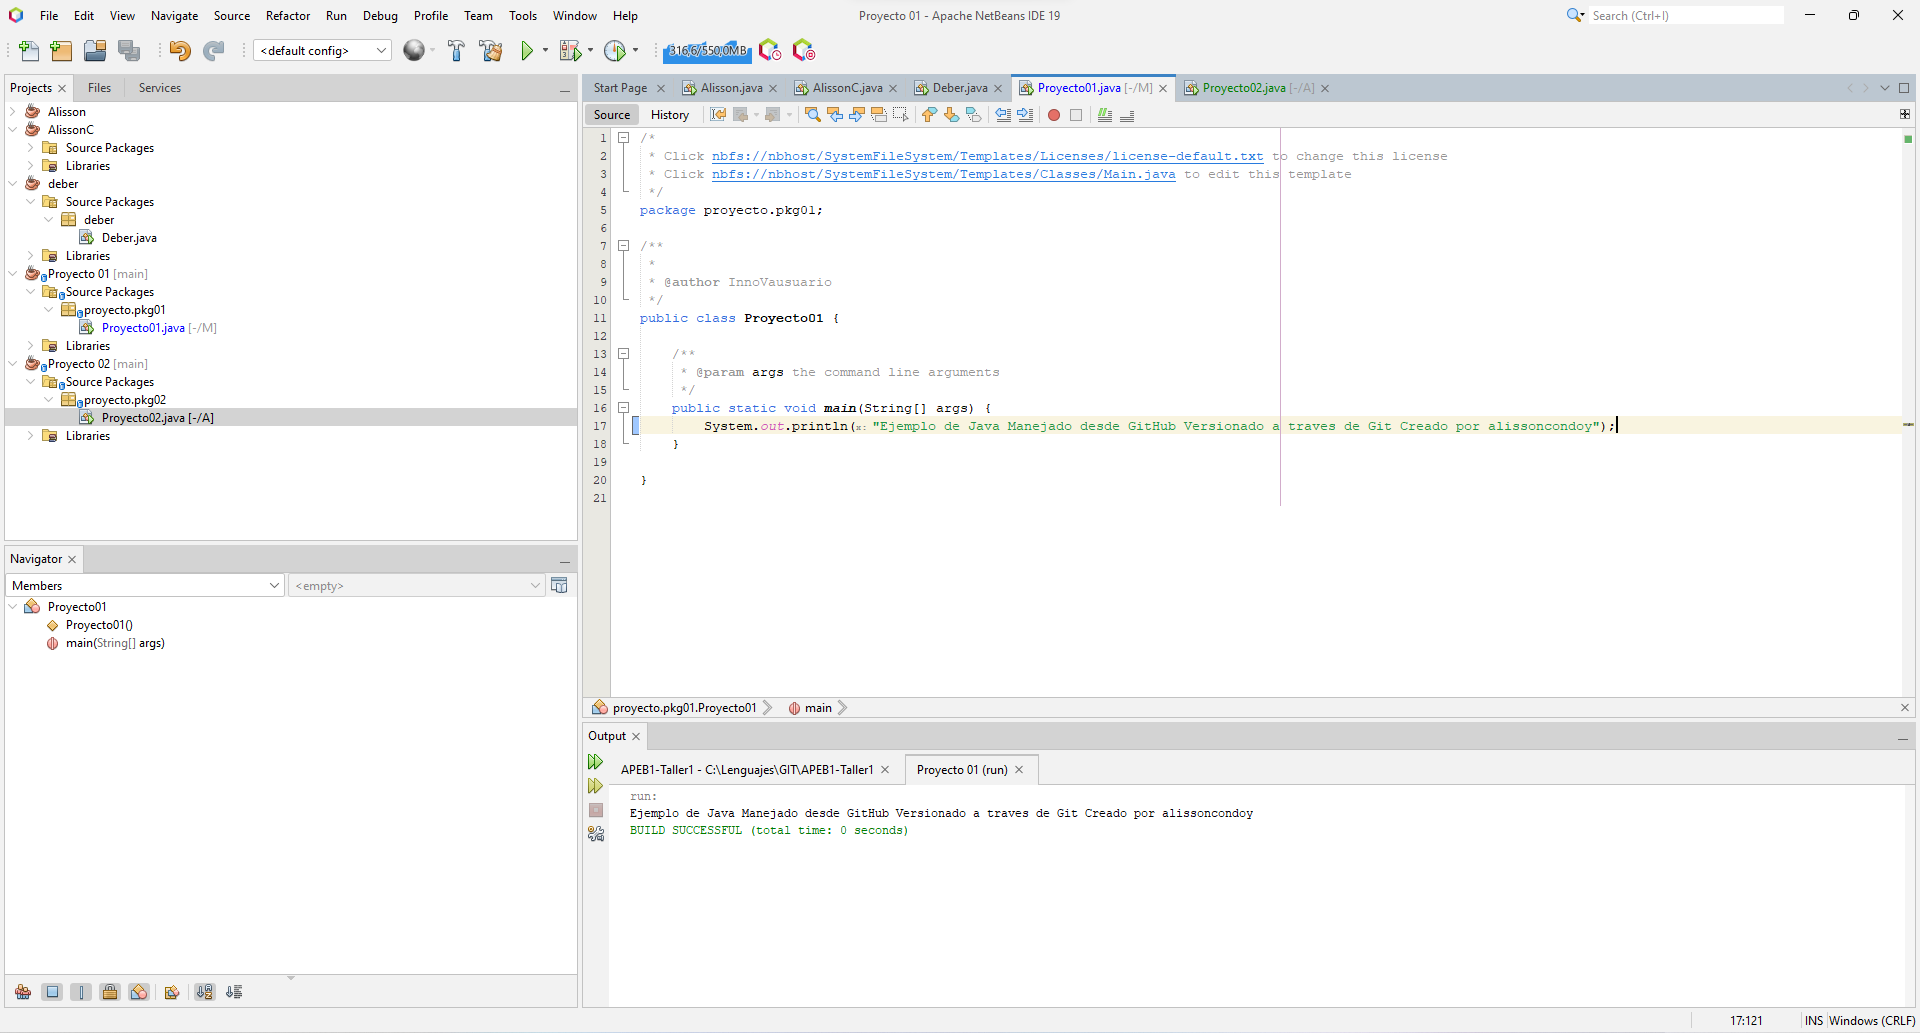 File Edit View Navigate Source Refactor Run Debug Profile Team Tools Window Help
Proyecto 01 - Apache NetBeans IDE 19
Search (Ctrl+I)
<default config>
316,6/550,0MB
Projects Files Services
Alisson
AlissonC
Source Packages
Libraries
deber
Source Packages
deber
Deber.java
Libraries
Proyecto 01 [main]
Source Packages
proyecto.pkg01
Proyecto01.java [-/M]
Libraries
Proyecto 02 [main]
Source Packages
proyecto.pkg02
Proyecto02.java [-/A]
Libraries
Navigator
Members
<empty>
Proyecto01
Proyecto01()
main(String[] args)
Start Page Alisson.java AlissonC.java Deber.java Proyecto01.java [-/M] Proyecto02.java [-/A]
Source History
1 /*
2 * Click nbfs://nbhost/SystemFileSystem/Templates/Licenses/license-default.txt to change this license
3 * Click nbfs://nbhost/SystemFileSystem/Templates/Classes/Main.java to edit this template
4 */
5 package proyecto.pkg01;
6
7 /**
8 *
9 * @author InnoVausuario
10 */
11 public class Proyecto01 {
12
13 /**
14 * @param args the command line arguments
15 */
16 public static void main(String[] args) {
17 System.out.println(x: "Ejemplo de Java Manejado desde GitHub Versionado a traves de Git Creado por alissoncondoy");
18 }
19
20 }
21
proyecto.pkg01.Proyecto01 main
Output
APEB1-Taller1 - C:\Lenguajes\GIT\APEB1-Taller1 Proyecto 01 (run)
run:
Ejemplo de Java Manejado desde GitHub Versionado a traves de Git Creado por alissoncondoy
BUILD SUCCESSFUL (total time: 0 seconds)
17:121 INS Windows (CRLF)